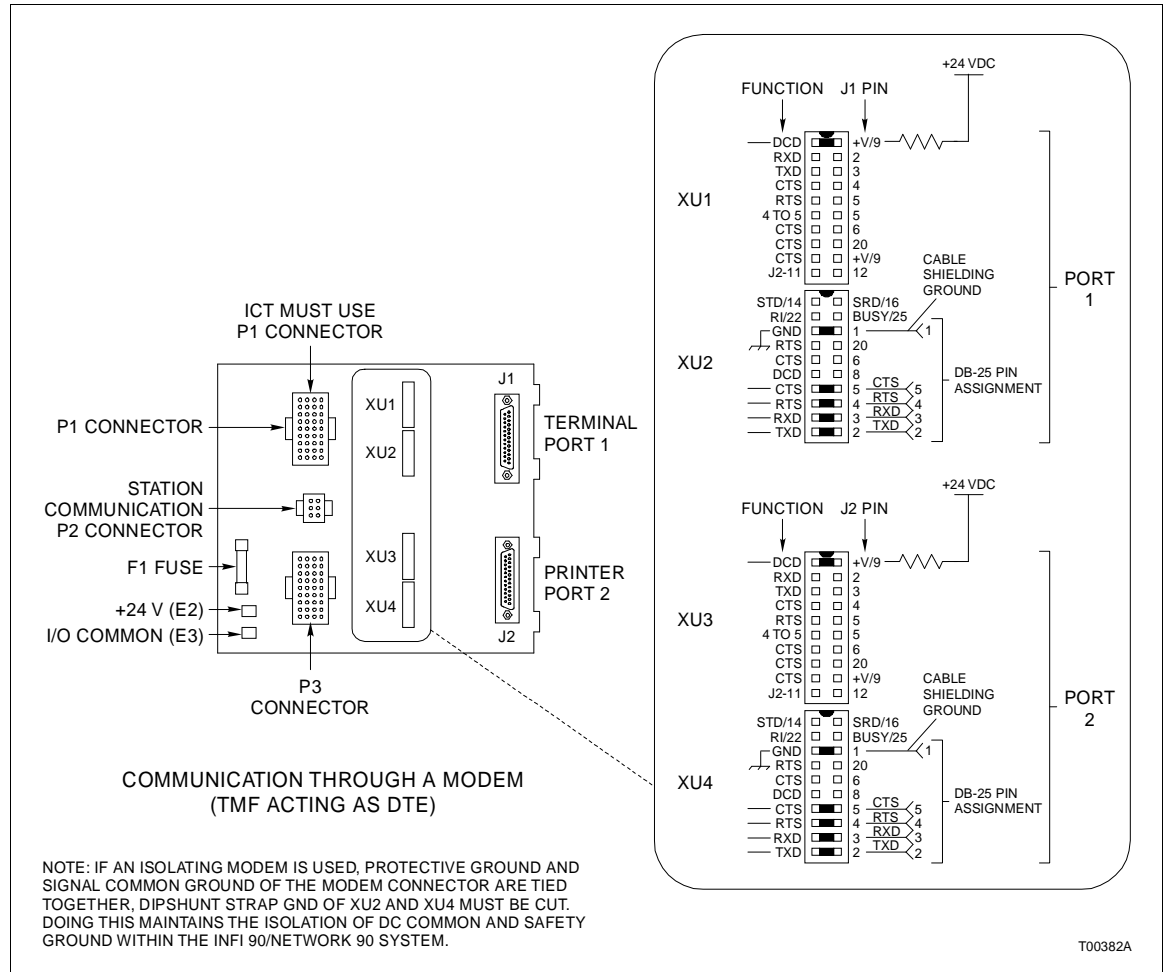 ICT MUST USE
P1 CONNECTOR
P1 CONNECTOR
STATION
COMMUNICATION
P2 CONNECTOR
F1 FUSE
+24 V (E2)
I/O COMMON (E3)
P3
CONNECTOR
XU1
XU2
XU3
XU4
J1
TERMINAL
PORT 1
PRINTER
PORT 2
J2
COMMUNICATION THROUGH A MODEM
(TMF ACTING AS DTE)
NOTE: IF AN ISOLATING MODEM IS USED, PROTECTIVE GROUND AND
SIGNAL COMMON GROUND OF THE MODEM CONNECTOR ARE TIED
TOGETHER, DIPSHUNT STRAP GND OF XU2 AND XU4 MUST BE CUT.
DOING THIS MAINTAINS THE ISOLATION OF DC COMMON AND SAFETY
GROUND WITHIN THE INFI 90/NETWORK 90 SYSTEM.
+24 VDC
FUNCTION J1 PIN
XU1
DCD +V/9
RXD 2
TXD 3
CTS 4
RTS 5
4 TO 5 5
CTS 6
CTS 20
CTS +V/9
J2-11 12
CABLE
SHIELDING
GROUND
PORT
1
XU2
STD/14 SRD/16
RI/22 BUSY/25
GND 1 1
RTS 20
CTS 6
DCD 8
CTS 5 CTS 5
RTS 4 RTS 4
RXD 3 RXD 3
TXD 2 TXD 2
DB-25 PIN
ASSIGNMENT
+24 VDC
FUNCTION J2 PIN
XU3
DCD +V/9
RXD 2
TXD 3
CTS 4
RTS 5
4 TO 5 5
CTS 6
CTS 20
CTS +V/9
J2-11 12
CABLE
SHIELDING
GROUND
PORT
2
XU4
STD/14 SRD/16
RI/22 BUSY/25
GND 1 1
RTS 20
CTS 6
DCD 8
CTS 5 CTS 5
RTS 4 RTS 4
RXD 3 RXD 3
TXD 2 TXD 2
DB-25 PIN
ASSIGNMENT
T00382A